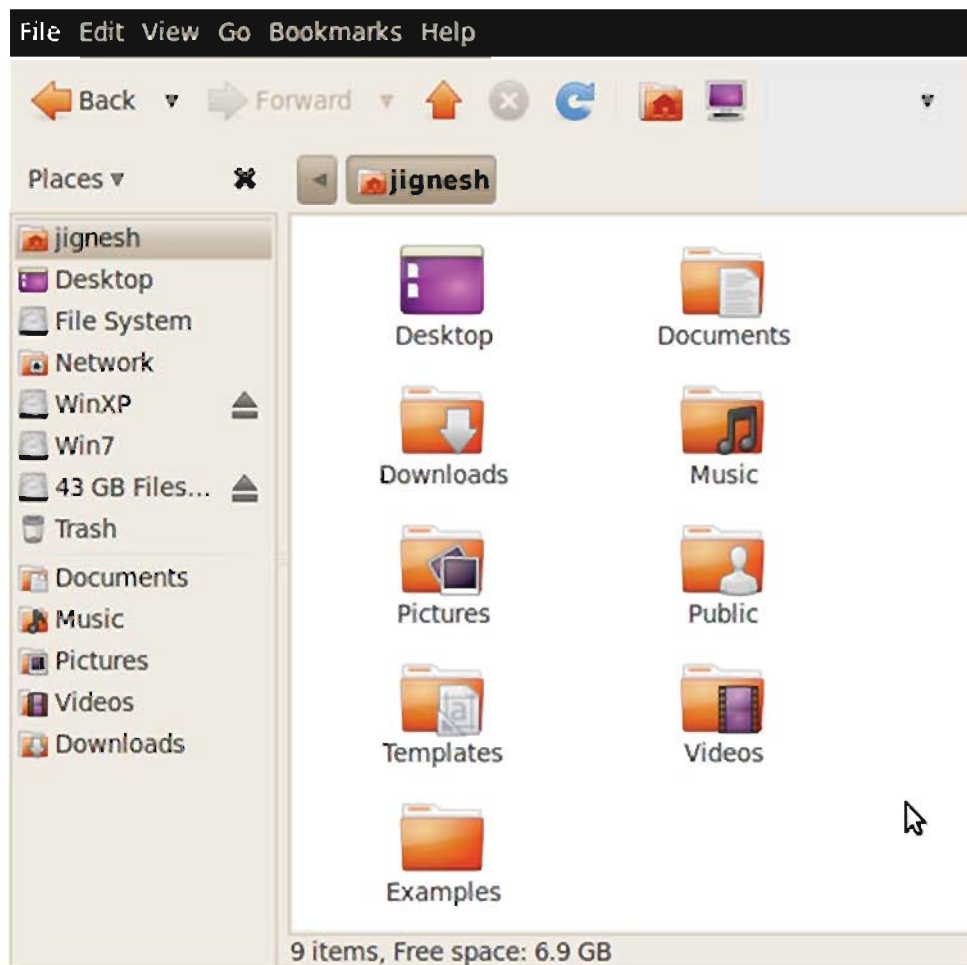 File Edit View Go Bookmarks Help
Back Forward
Places
jignesh
jignesh
Desktop
File System
Network
WinXP
Win7
43 GB Files...
Trash
Documents
Music
Pictures
Videos
Downloads
Desktop
Documents
Downloads
Music
Pictures
Public
Templates
Videos
Examples
9 items, Free space: 6.9 GB